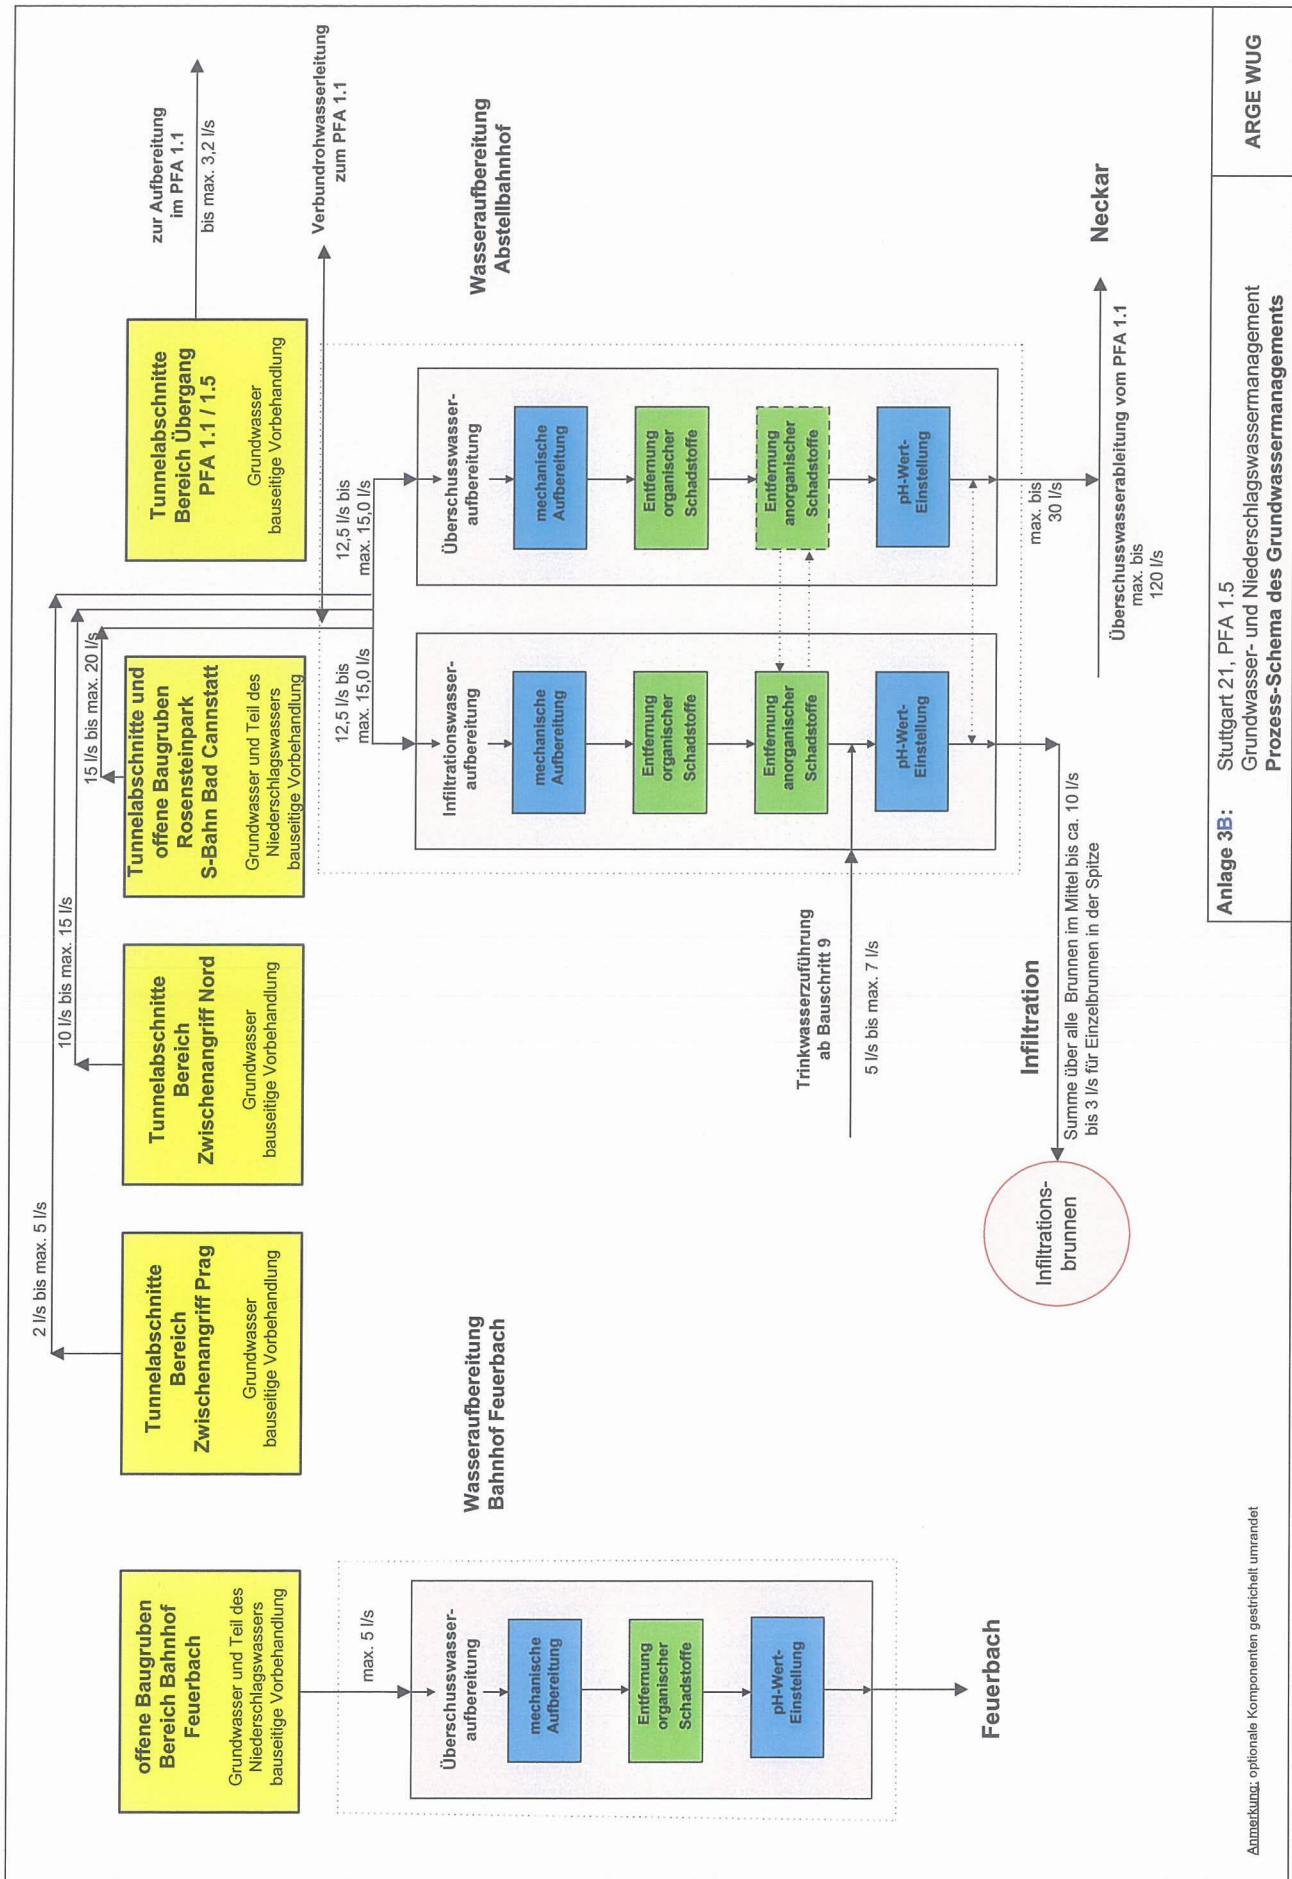 offene Baugruben
Bereich Bahnhof
Feuerbach
Grundwasser und Teil des
Niederschlagswassers
bauseitige Vorbehandlung
max. 5 l/s
Überschusswasser-
aufbereitung
mechanische
Aufbereitung
Entfernung
organischer
Schadstoffe
pH-Wert-
Einstellung
Feuerbach
Wasseraufbereitung
Bahnhof Feuerbach
2 l/s bis max. 5 l/s
Tunnelabschnitte
Bereich
Zwischenangriff Prag
Grundwasser
bauseitige Vorbehandlung
10 l/s bis max. 15 l/s
Tunnelabschnitte
Bereich
Zwischenangriff Nord
Grundwasser
bauseitige Vorbehandlung
15 l/s bis max. 20 l/s
Tunnelabschnitte und
offene Baugruben
Rosensteinpark
S-Bahn Bad Cannstatt
Grundwasser und Teil des
Niederschlagswassers
bauseitige Vorbehandlung
Tunnelabschnitte
Bereich Übergang
PFA 1.1 / 1.5
Grundwasser
bauseitige Vorbehandlung
zur Aufbereitung
im PFA 1.1
bis max. 3,2 l/s
Verbundrohwasserleitung
zum PFA 1.1
12,5 l/s bis
max. 15,0 l/s
12,5 l/s bis
max. 15,0 l/s
Wasseraufbereitung
Abstellbahnhof
Infiltrationswasser-
aufbereitung
mechanische
Aufbereitung
Entfernung
organischer
Schadstoffe
Entfernung
anorganischer
Schadstoffe
pH-Wert-
Einstellung
Überschusswasser-
aufbereitung
mechanische
Aufbereitung
Entfernung
organischer
Schadstoffe
Entfernung
anorganischer
Schadstoffe
pH-Wert-
Einstellung
Trinkwasserzuführung
ab Bauschritt 9
5 l/s bis max. 7 l/s
Infiltration
Summe über alle Brunnen im Mittel bis ca. 10 l/s
bis 3 l/s für Einzelbrunnen in der Spitze
Infiltrations-
brunnen
max. bis
30 l/s
Neckar
Überschusswasserableitung vom PFA 1.1
max. bis
120 l/s
Anmerkung: optionale Komponenten gestrichelt umrandet
Anlage 3B:
Stuttgart 21, PFA 1.5
Grundwasser- und Niederschlagswassermanagement
Prozess-Schema des Grundwassermanagements
ARGE WUG